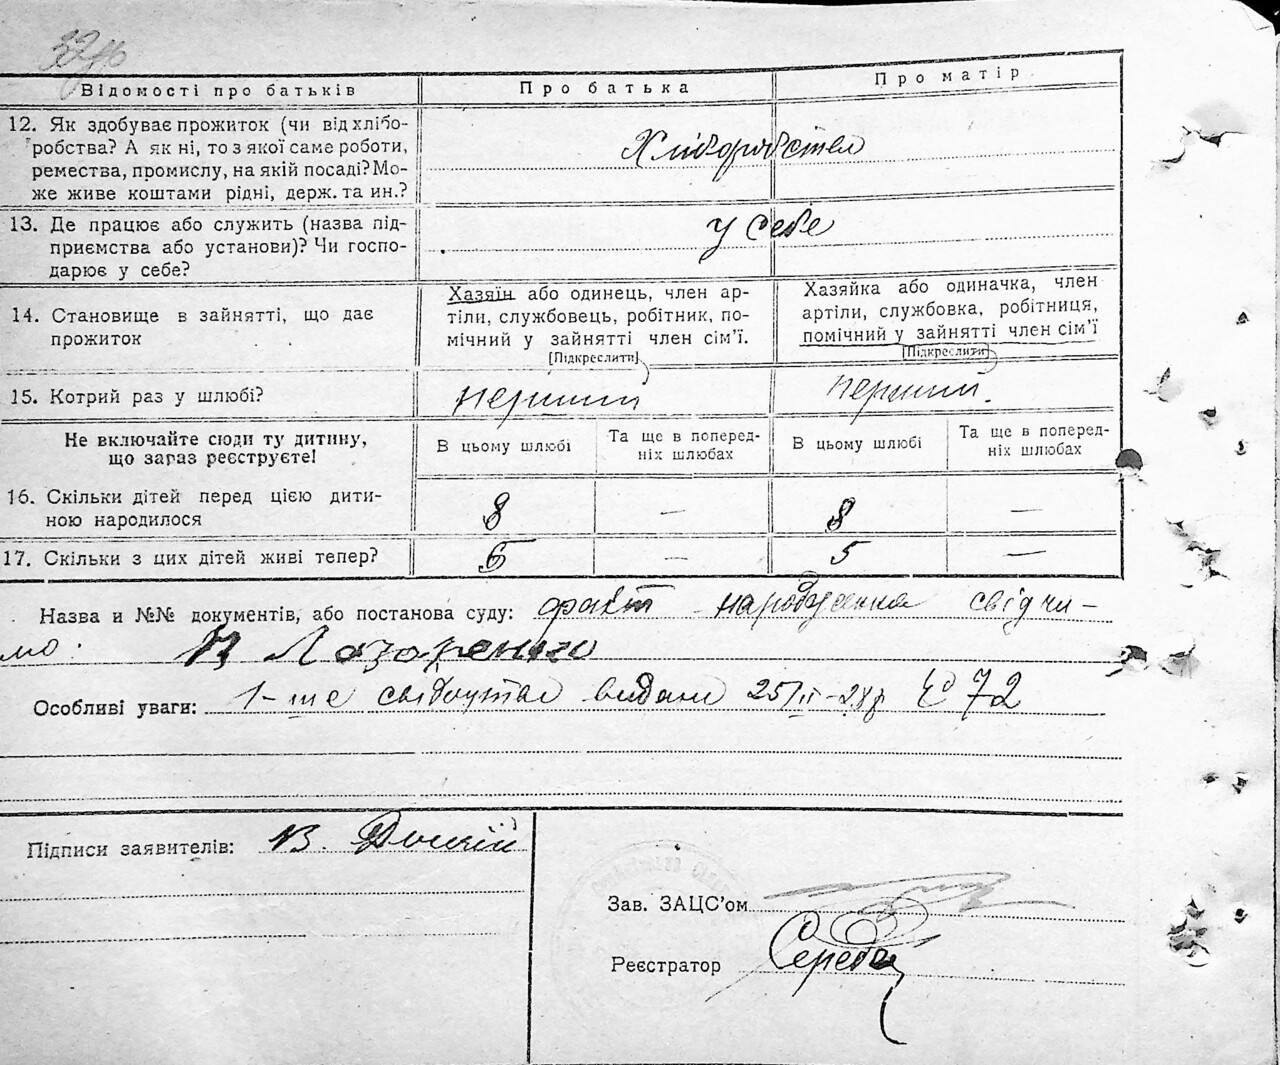 Відомості про батьків
Про батька
Про матір
12. Як здобуває прожиток (чи від хлібо-
робства? А як ні, то з якої саме роботи,
ремества, промислу, на якій посаді? Мо-
же живе коштами рідні, держ. та ин.?
Хліборобством
13. Де працює або служить (назва під-
приємства або установи)? Чи госпо-
дарює у себе?
у себе
14. Становище в зайнятті, що дає
прожиток
Хазяїн або одинець, член ар-
тіли, службовець, робітник, по-
мічний у зайнятті член сім'ї.
[Підкреслити]
Хазяйка або одиначка, член
артіли, службовка, робітниця,
помічний у зайнятті член сім'ї
[Підкреслити]
15. Котрий раз у шлюбі?
перший
перший.
Не включайте сюди ту дитину,
що зараз реєструєте!
В цьому шлюбі
Та ще в поперед-
ніх шлюбах
В цьому шлюбі
Та ще в поперед-
ніх шлюбах
16. Скільки дітей перед цією дити-
ною народилося
8
—
8
—
17. Скільки з цих дітей живі тепер?
5
—
5
—
Назва и №№ документів, або постанова суду: факт народження свідчи-
мо. Лазаренко
Особливі уваги: 1-ше свідоцтво видано 25/II-28р № 72
Підписи заявителів: В.
Зав. ЗАЦС'ом
Реєстратор